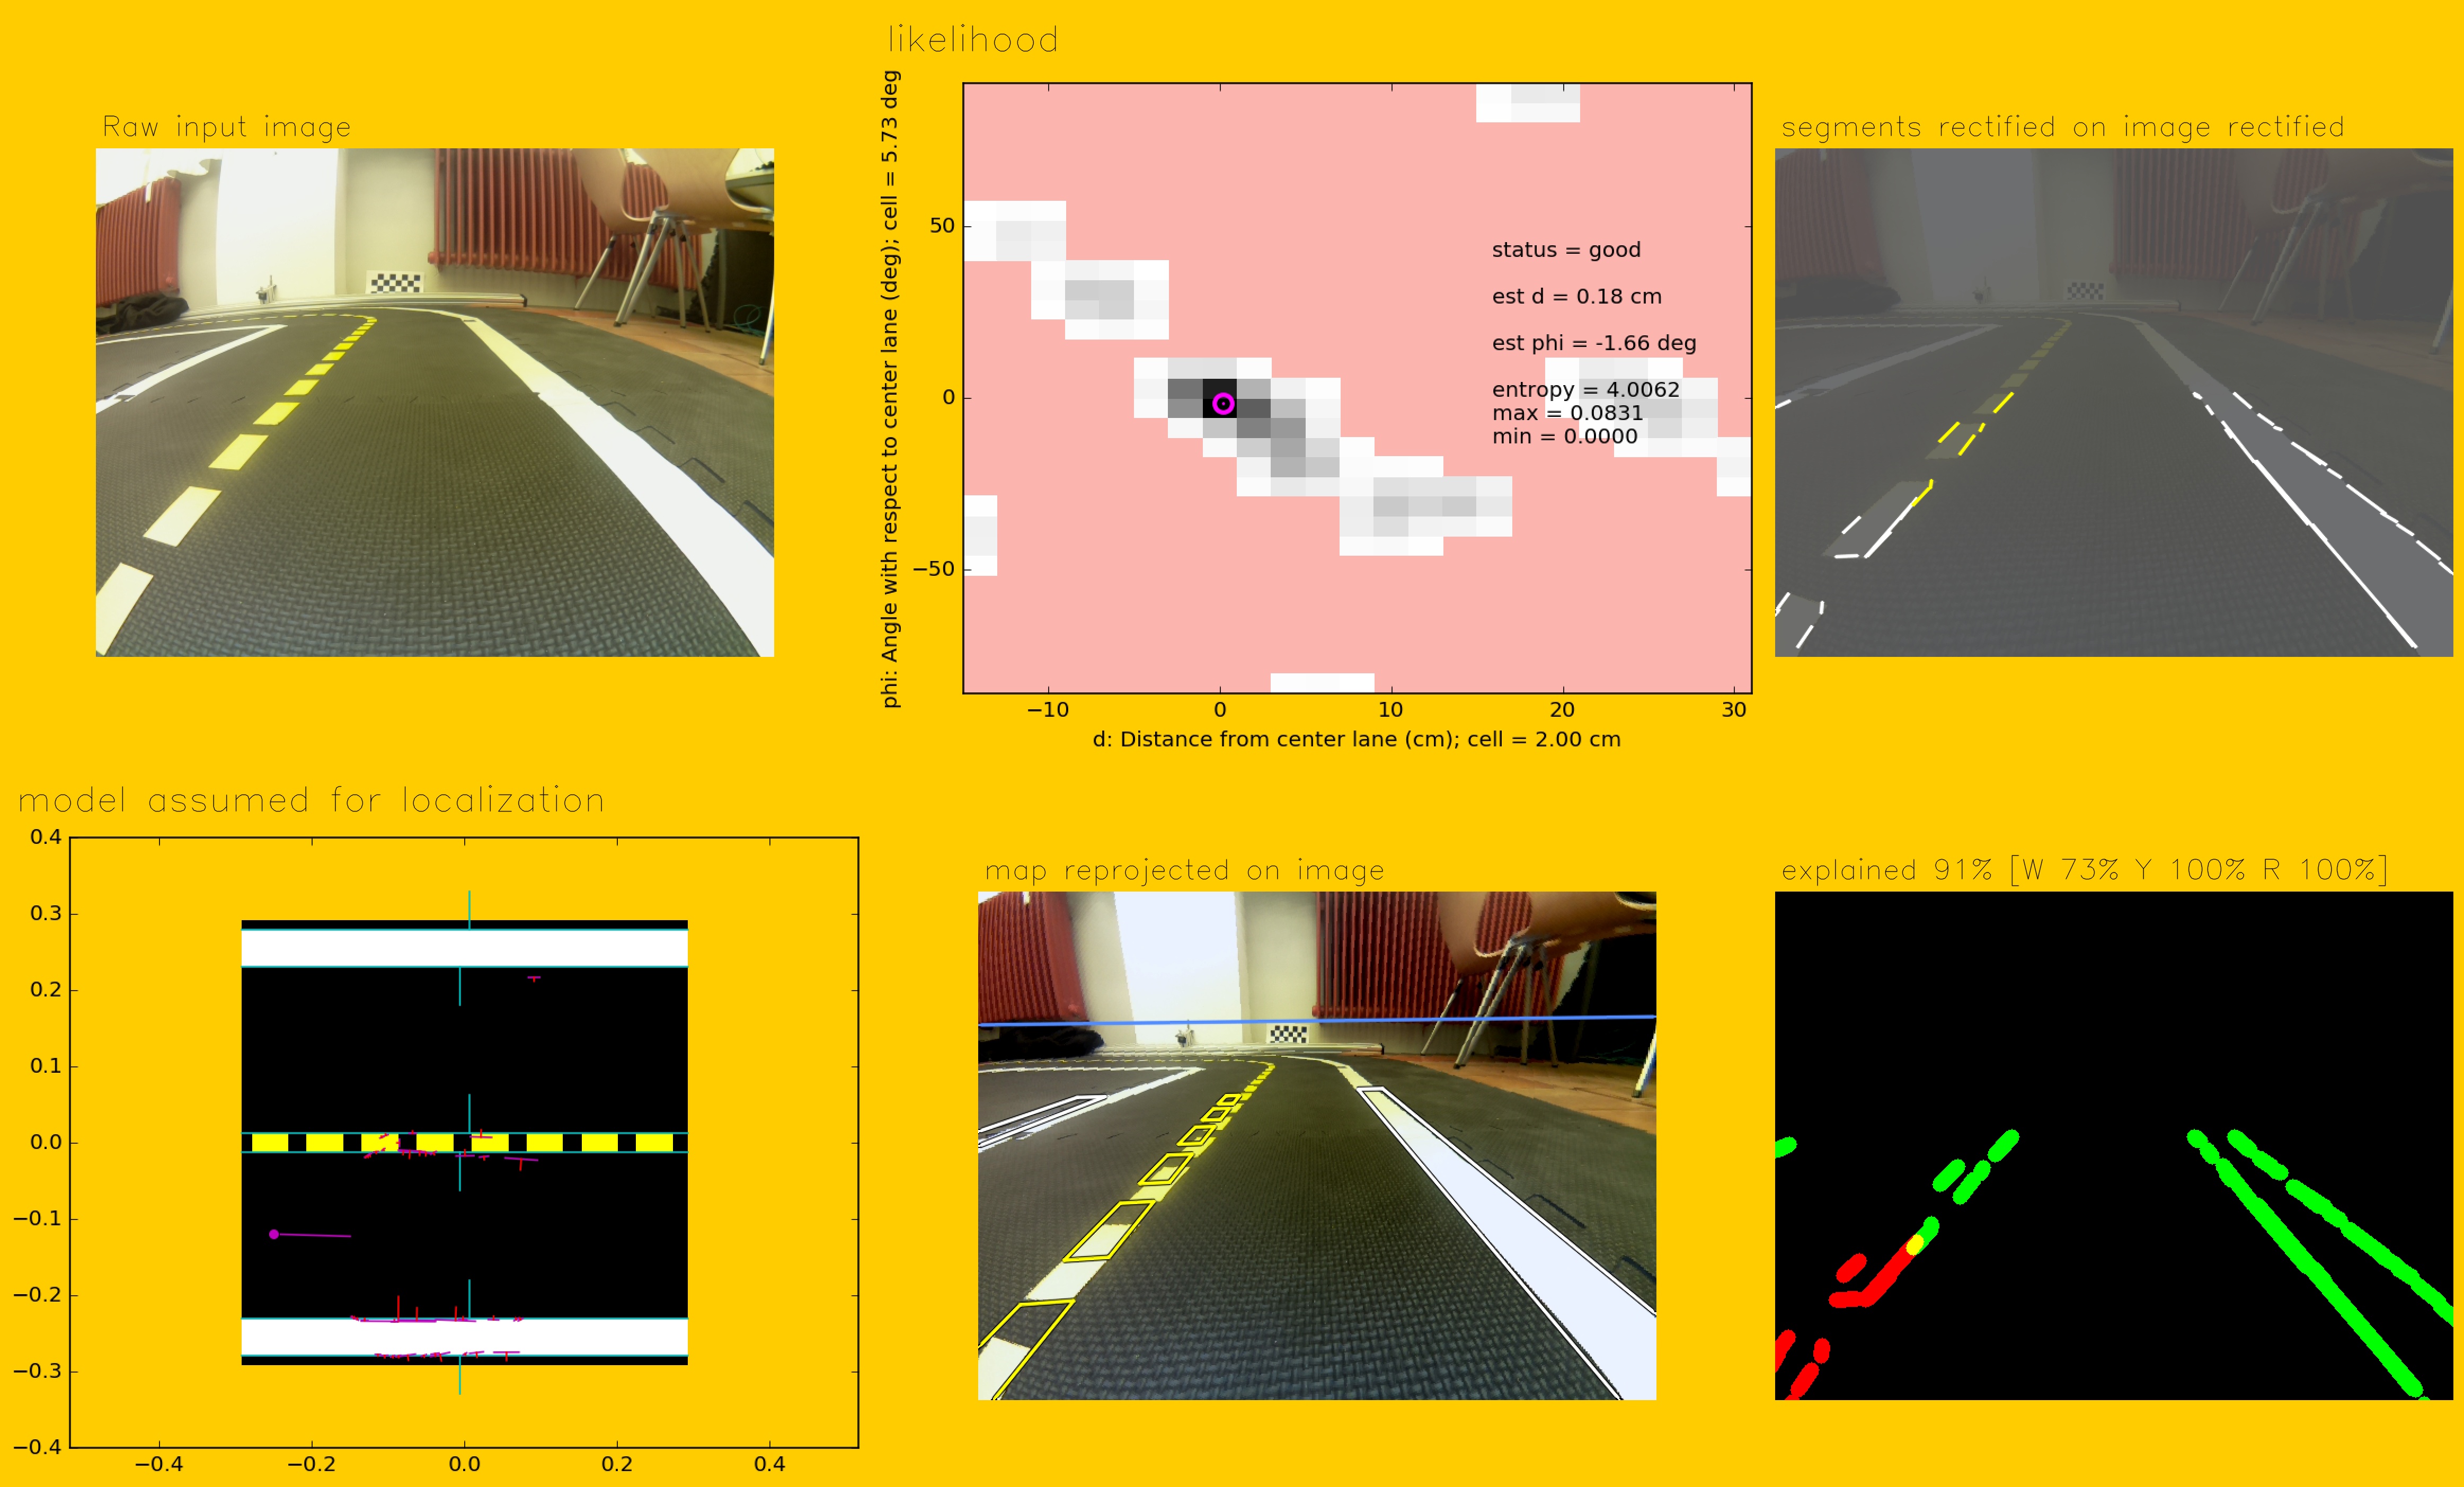 likelihood
Raw input image
segments rectified on image rectified
phi: Angle with respect to center lane (deg); cell = 5.73 deg
50
0
−50
status = good
est d = 0.18 cm
est phi = -1.66 deg
entropy = 4.0062
max = 0.0831
min = 0.0000
−10
0
10
20
30
d: Distance from center lane (cm); cell = 2.00 cm
model assumed for localization
0.4
0.3
0.2
0.1
0.0
−0.1
−0.2
−0.3
−0.4
−0.4
−0.2
0.0
0.2
0.4
map reprojected on image
explained 91% [W 73% Y 100% R 100%]